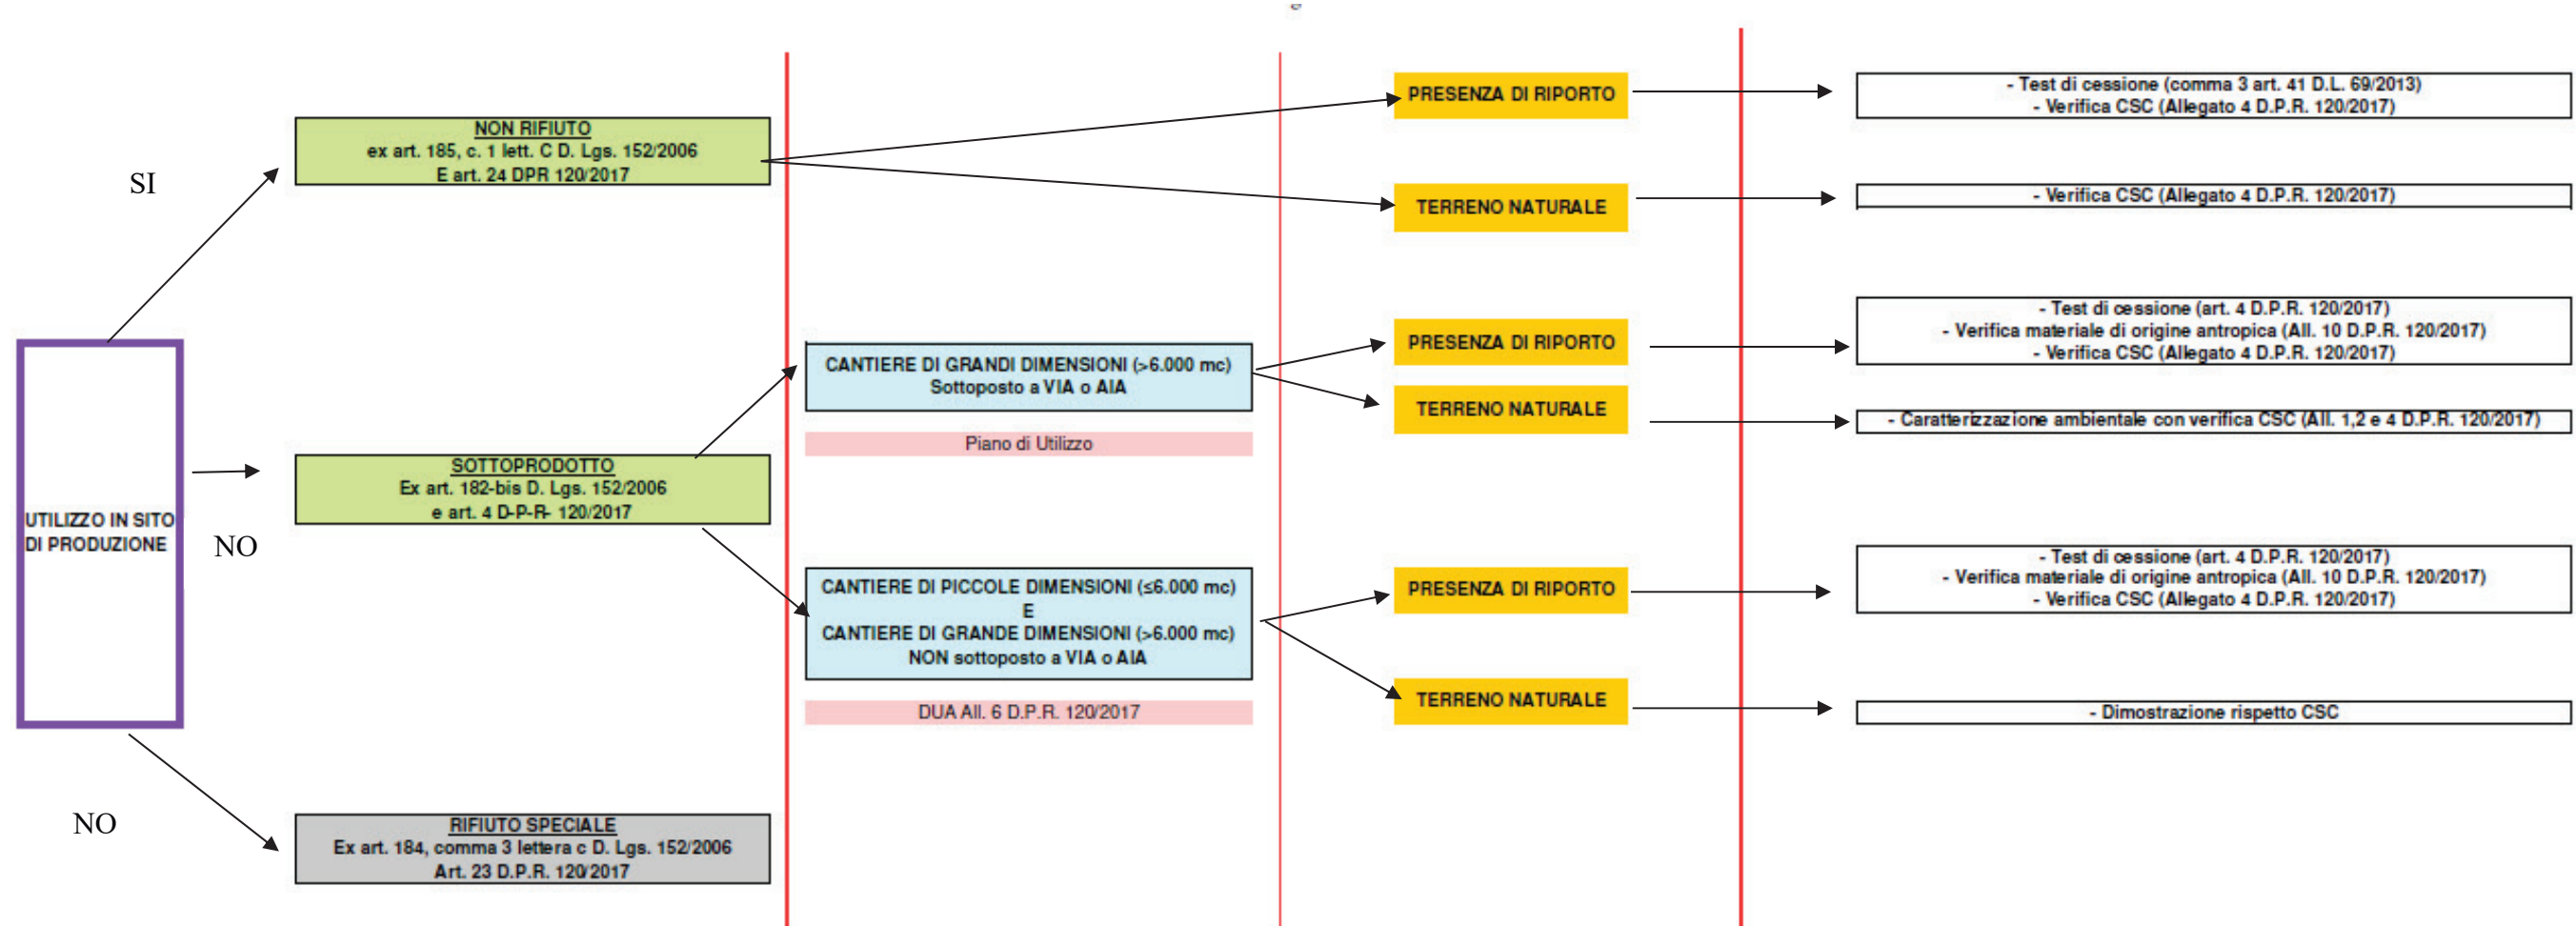 SI
NO
NO
UTILIZZO IN SITO
DI PRODUZIONE
NON RIFIUTO
ex art. 185, c. 1 lett. C D. Lgs. 152/2006
E art. 24 DPR 120/2017
SOTTOPRODOTTO
Ex art. 182-bis D. Lgs. 152/2006
e art. 4 D-P-R- 120/2017
RIFIUTO SPECIALE
Ex art. 184, comma 3 lettera c D. Lgs. 152/2006
Art. 23 D.P.R. 120/2017
CANTIERE DI GRANDI DIMENSIONI (>6.000 mc)
Sottoposto a VIA o AIA
Piano di Utilizzo
CANTIERE DI PICCOLE DIMENSIONI (≤6.000 mc)
E
CANTIERE DI GRANDE DIMENSIONI (>6.000 mc)
NON sottoposto a VIA o AIA
DUA All. 6 D.P.R. 120/2017
PRESENZA DI RIPORTO
TERRENO NATURALE
PRESENZA DI RIPORTO
TERRENO NATURALE
PRESENZA DI RIPORTO
TERRENO NATURALE
- Test di cessione (comma 3 art. 41 D.L. 69/2013)
- Verifica CSC (Allegato 4 D.P.R. 120/2017)
- Verifica CSC (Allegato 4 D.P.R. 120/2017)
- Test di cessione (art. 4 D.P.R. 120/2017)
- Verifica materiale di origine antropica (All. 10 D.P.R. 120/2017)
- Verifica CSC (Allegato 4 D.P.R. 120/2017)
- Caratterizzazione ambientale con verifica CSC (All. 1,2 e 4 D.P.R. 120/2017)
- Test di cessione (art. 4 D.P.R. 120/2017)
- Verifica materiale di origine antropica (All. 10 D.P.R. 120/2017)
- Verifica CSC (Allegato 4 D.P.R. 120/2017)
- Dimostrazione rispetto CSC